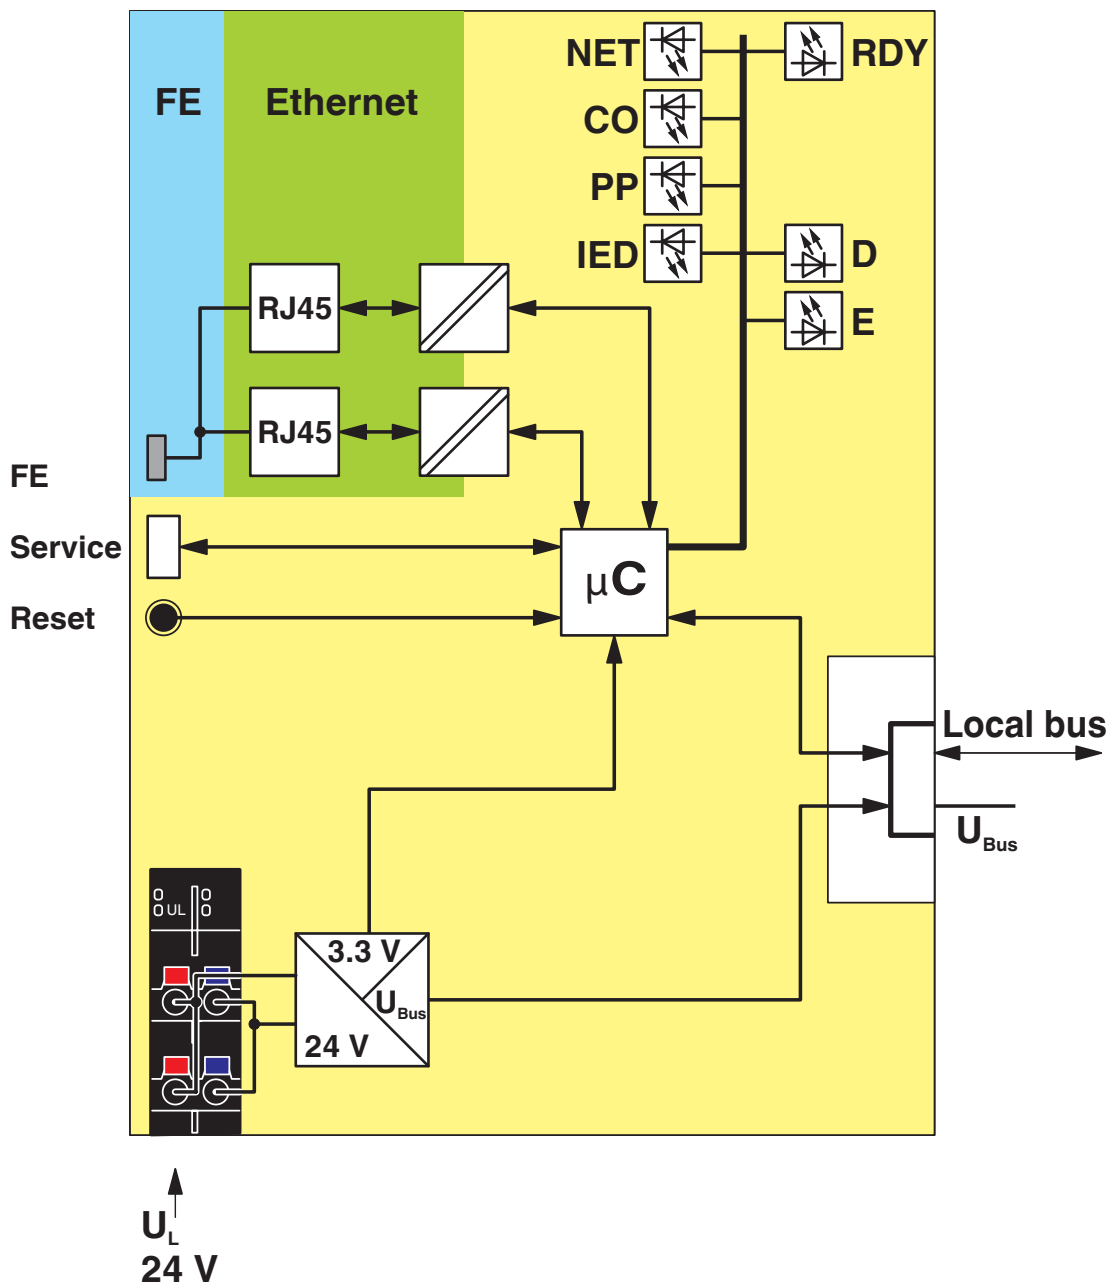 FE
Ethernet
NET
RDY
CO
PP
IED
D
E
RJ45
RJ45
FE
Service
Reset
µC
Local bus
UBus
UL
3.3 V
UBus
24 V
UL
24 V